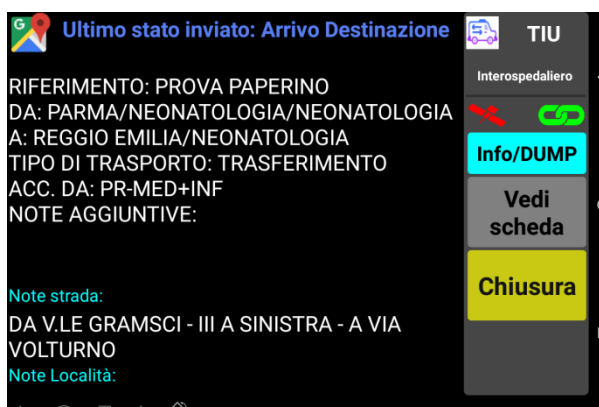 Ultimo stato inviato: Arrivo Destinazione
TIU
Interospedaliero
RIFERIMENTO: PROVA PAPERINO
DA: PARMA/NEONATOLOGIA/NEONATOLOGIA
A: REGGIO EMILIA/NEONATOLOGIA
TIPO DI TRASPORTO: TRASFERIMENTO
ACC. DA: PR-MED+INF
NOTE AGGIUNTIVE:
Info/DUMP
Vedi
scheda
Chiusura
Note strada:
DA V.LE GRAMSCI - III A SINISTRA - A VIA
VOLTURNO
Note Località: